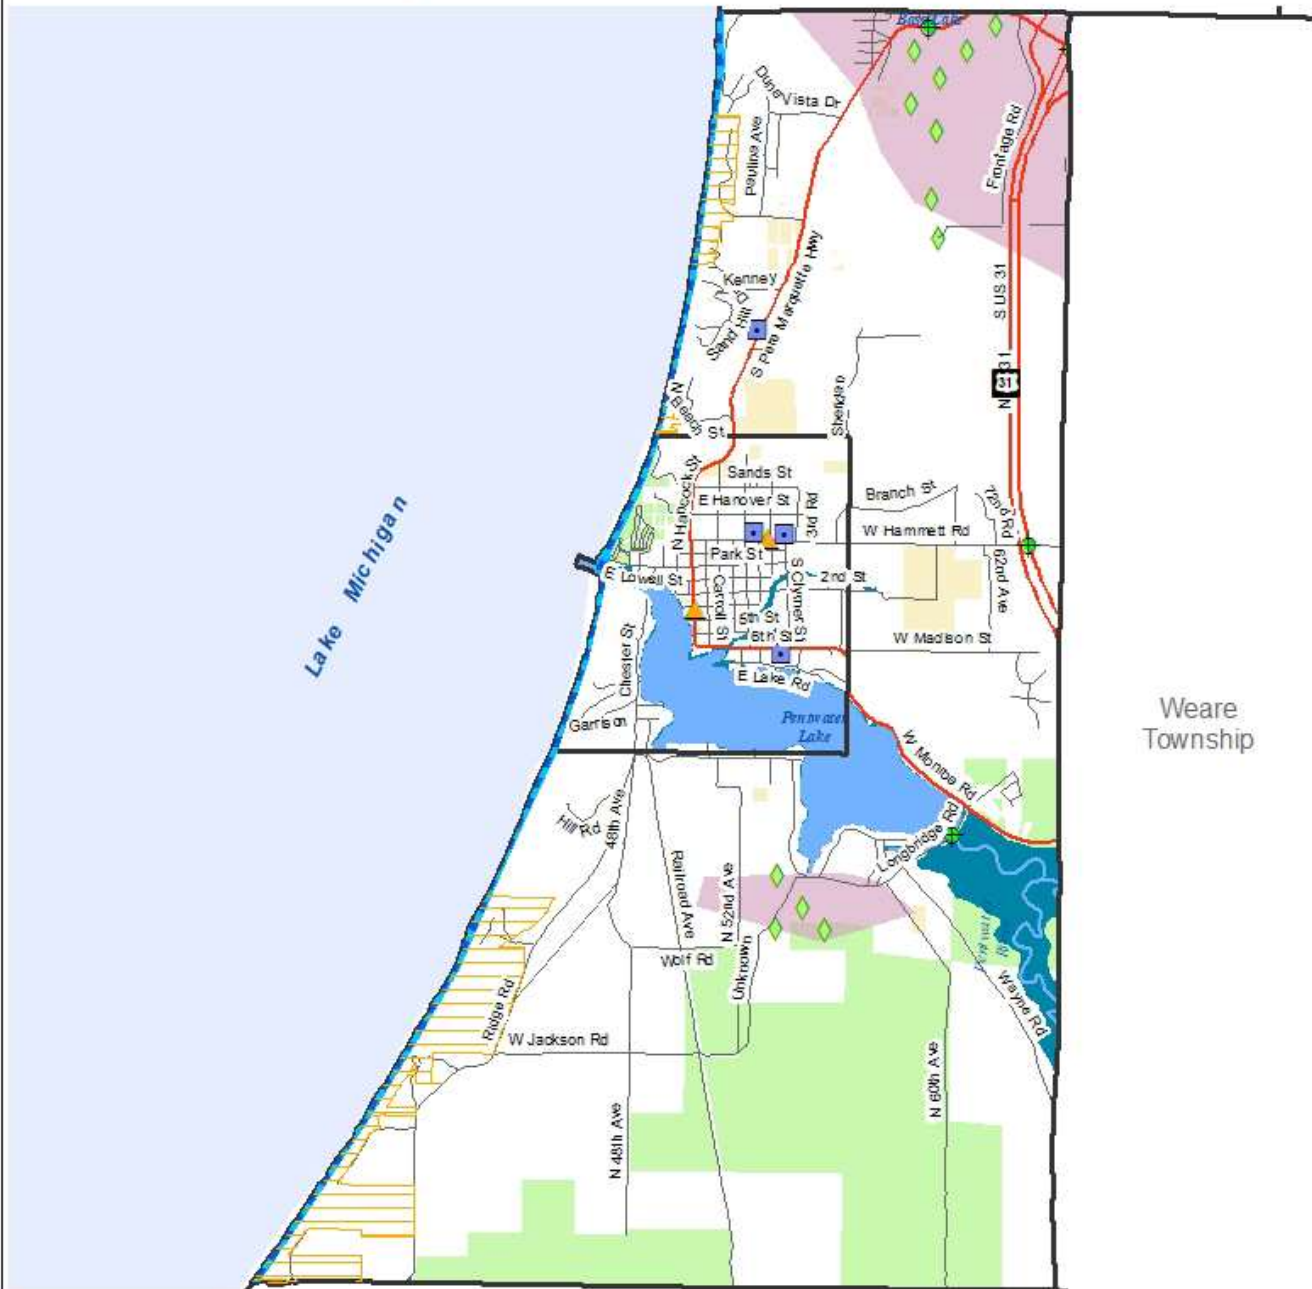 Bass Lake
Dune Vista Dr
Pauline Ave
Frontage Rd
S Pere Marquette Hwy
Kenney
Sand Hill Dr
S US 31
N
31
31
N Beach St
Sheridan
Sands St
Branch St
N Hancock St
E Hanover St
3rd Rd
72nd Rd
W Hammett Rd
Park St
E Lowell St
Carroll St
S Clymer St
2nd St
62nd Ave
5th St
6th St
W Madison St
Lake Michigan
Chester St
E Lake Rd
Garrison
Pentwater
Lake
Weare
Township
W Monroe Rd
Hill Rd
48th Ave
Longbridge Rd
Railroad Ave
N 52nd Ave
Unknown
Wolf Rd
Wayne Rd
Ridge Rd
W Jackson Rd
N 48th Ave
N 60th Ave